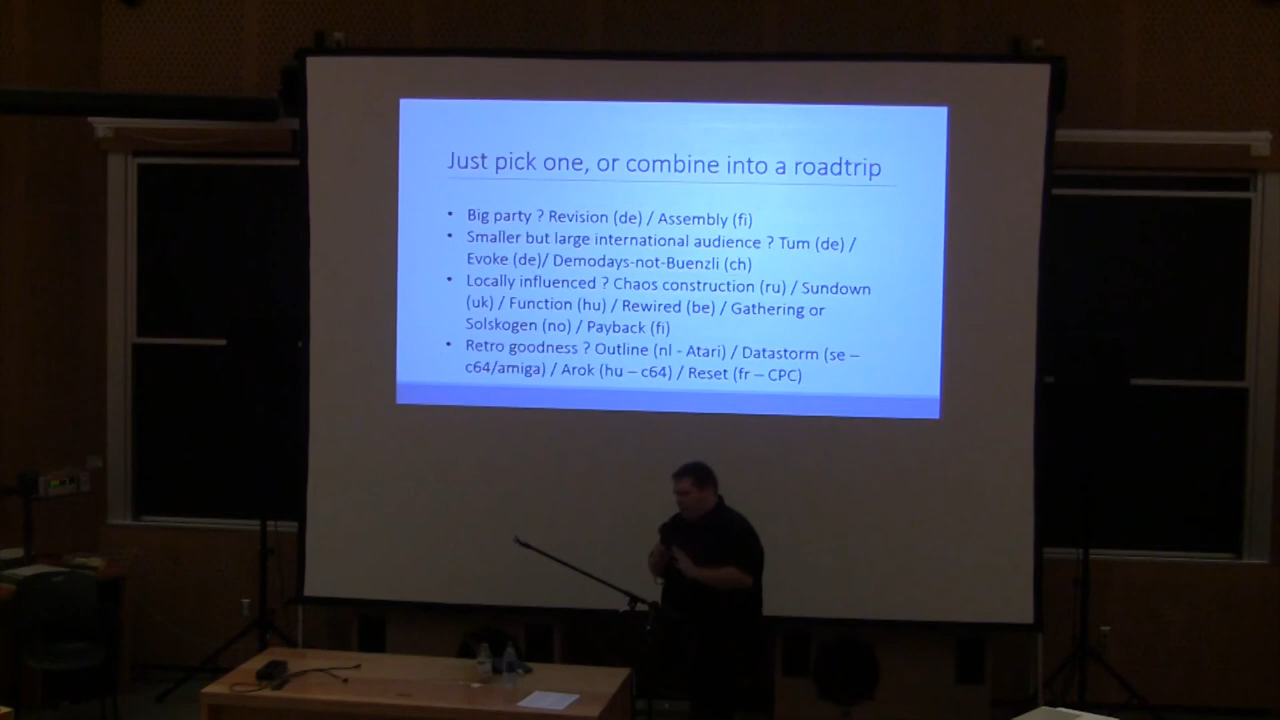 Just pick one, or combine into a roadtrip
• Big party ? Revision (de) / Assembly (fi)
• Smaller but large international audience ? Tum (de) /
Evoke (de)/ Demodays-not-Buenzli (ch)
• Locally influenced ? Chaos construction (ru) / Sundown
(uk) / Function (hu) / Rewired (be) / Gathering or
Solskogen (no) / Payback (fi)
• Retro goodness ? Outline (nl - Atari) / Datastorm (se –
c64/amiga) / Arok (hu – c64) / Reset (fr – CPC)